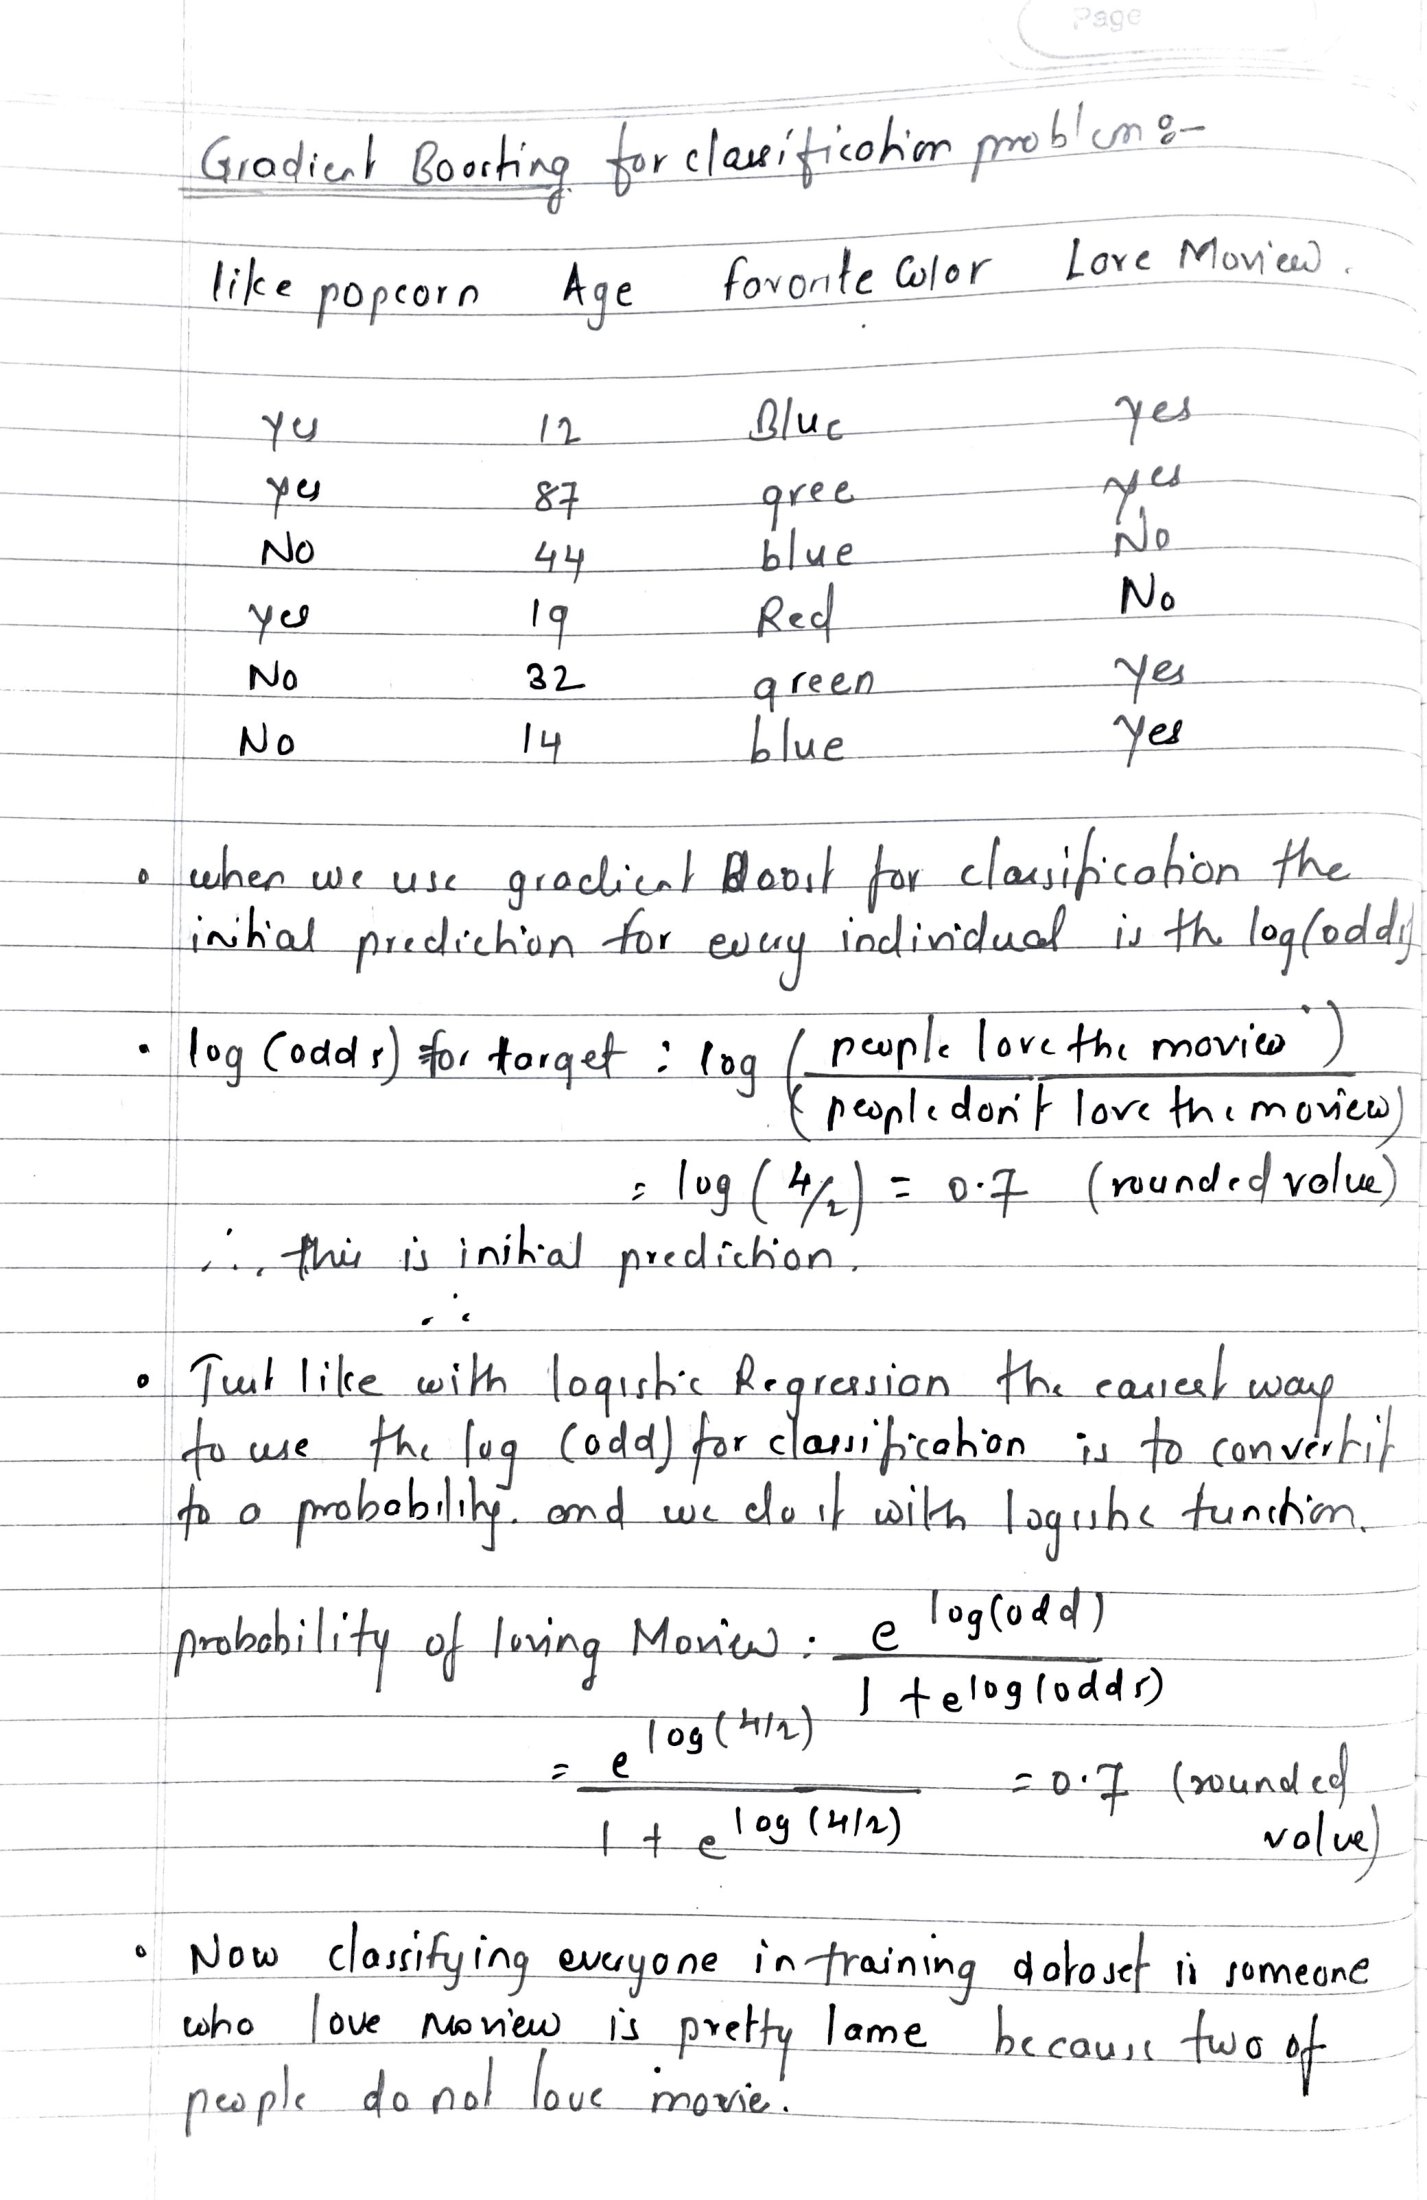 Page
Gradient Boosting for classification problem :-
like popcorn Age favorite Color Love Moview.
yes 12 Blue yes
yes 87 gree yes
No 44 blue No
yes 19 Red No
No 32 green yes
No 14 blue yes
• when we use gradient Boost for classification the
initial prediction for every individual is the log(odds)
• log (odds) for target : log ( people love the moview )
( people don't love the moview)
= log ( 4/2 ) = 0.7 (rounded value)
∴ this is initial prediction.
∴
• Just like with logistic Regression the easiest way
to use the log (odd) for classification is to convert it
to a probability. and we do it with logistic function.
probability of loving Moview : e log(odd)
1 + e log(odds)
= e log(4/2) = 0.7 (rounded
1 + e log (4/2) value)
• Now classifying everyone in training dataset is someone
who love moview is pretty lame because two of
people do not love movie.